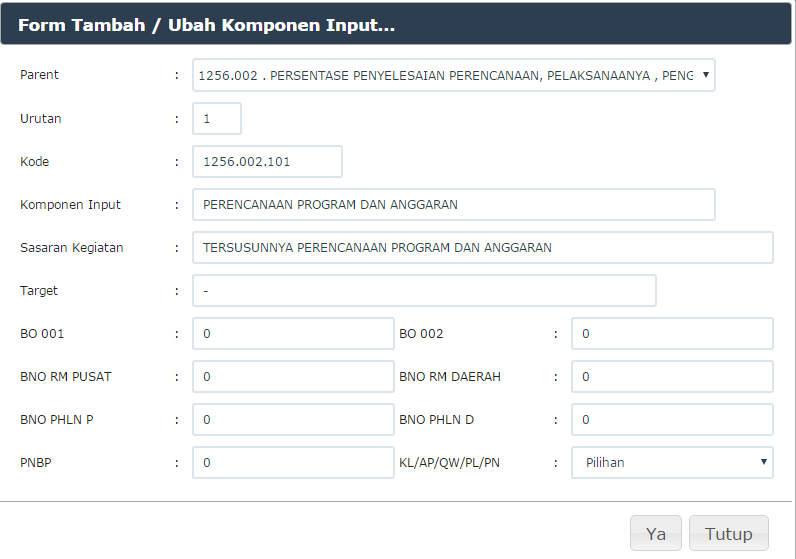 Form Tambah / Ubah Komponen Input...
Parent : 1256.002 . PERSENTASE PENYELESAIAN PERENCANAAN, PELAKSANAANYA , PENG
Urutan : 1
Kode : 1256.002.101
Komponen Input : PERENCANAAN PROGRAM DAN ANGGARAN
Sasaran Kegiatan : TERSUSUNNYA PERENCANAAN PROGRAM DAN ANGGARAN
Target : -
BO 001 : 0 BO 002 : 0
BNO RM PUSAT : 0 BNO RM DAERAH : 0
BNO PHLN P : 0 BNO PHLN D : 0
PNBP : 0 KL/AP/QW/PL/PN : Pilihan
Ya Tutup